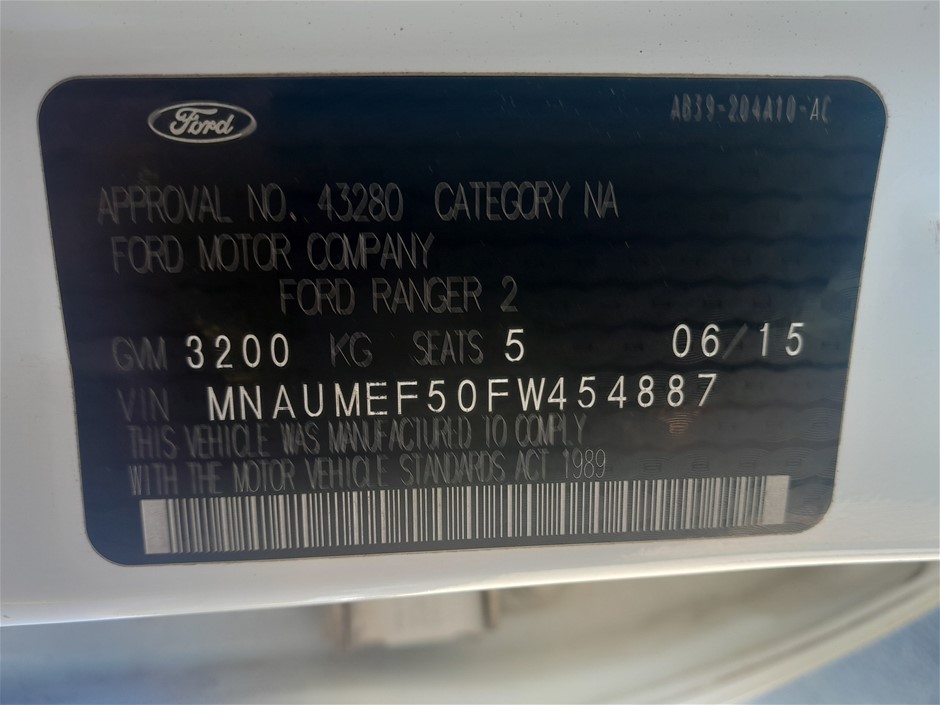 Ford
AB39-204A10-AC
APPROVAL NO. 43280 CATEGORY NA
FORD MOTOR COMPANY
FORD RANGER 2
GVM 3200 KG SEATS 5 06/15
VIN MNAUMEF50FW454887
THIS VEHICLE WAS MANUFACTURED TO COMPLY
WITH THE MOTOR VEHICLE STANDARDS ACT 1989